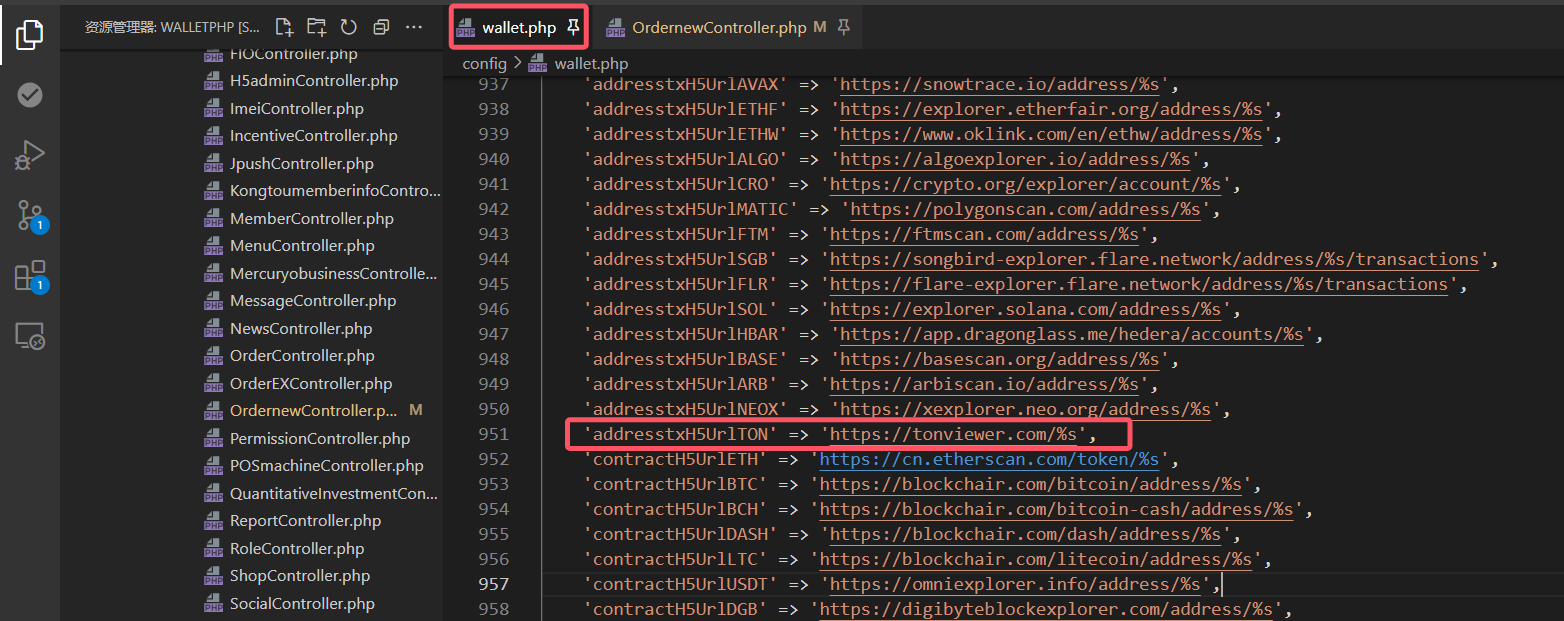 资源管理器: WALLETPHP [S...
FIOController.php
H5adminController.php
ImeiController.php
IncentiveController.php
JpushController.php
KongtoumemberinfoContro...
MemberController.php
MenuController.php
MercuryobusinessControlle...
MessageController.php
NewsController.php
OrderController.php
OrderEXController.php
OrdernewController.p... M
PermissionController.php
POSmachineController.php
QuantitativeInvestmentCon...
ReportController.php
RoleController.php
ShopController.php
SocialController.php
1
1
wallet.php
OrdernewController.php M
config > wallet.php
937 'addresstxH5UrlAVAX' => 'https://snowtrace.io/address/%s',
938 'addresstxH5UrlETHF' => 'https://explorer.etherfair.org/address/%s',
939 'addresstxH5UrlETHW' => 'https://www.oklink.com/en/ethw/address/%s',
940 'addresstxH5UrlALGO' => 'https://algoexplorer.io/address/%s',
941 'addresstxH5UrlCRO' => 'https://crypto.org/explorer/account/%s',
942 'addresstxH5UrlMATIC' => 'https://polygonscan.com/address/%s',
943 'addresstxH5UrlFTM' => 'https://ftmscan.com/address/%s',
944 'addresstxH5UrlSGB' => 'https://songbird-explorer.flare.network/address/%s/transactions',
945 'addresstxH5UrlFLR' => 'https://flare-explorer.flare.network/address/%s/transactions',
946 'addresstxH5UrlSOL' => 'https://explorer.solana.com/address/%s',
947 'addresstxH5UrlHBAR' => 'https://app.dragonglass.me/hedera/accounts/%s',
948 'addresstxH5UrlBASE' => 'https://basescan.org/address/%s',
949 'addresstxH5UrlARB' => 'https://arbiscan.io/address/%s',
950 'addresstxH5UrlNEOX' => 'https://xexplorer.neo.org/address/%s',
951 'addresstxH5UrlTON' => 'https://tonviewer.com/%s',
952 'contractH5UrlETH' => 'https://cn.etherscan.com/token/%s',
953 'contractH5UrlBTC' => 'https://blockchair.com/bitcoin/address/%s',
954 'contractH5UrlBCH' => 'https://blockchair.com/bitcoin-cash/address/%s',
955 'contractH5UrlDASH' => 'https://blockchair.com/dash/address/%s',
956 'contractH5UrlLTC' => 'https://blockchair.com/litecoin/address/%s',
957 'contractH5UrlUSDT' => 'https://omniexplorer.info/address/%s',
958 'contractH5UrlDGB' => 'https://digibyteblockexplorer.com/address/%s',